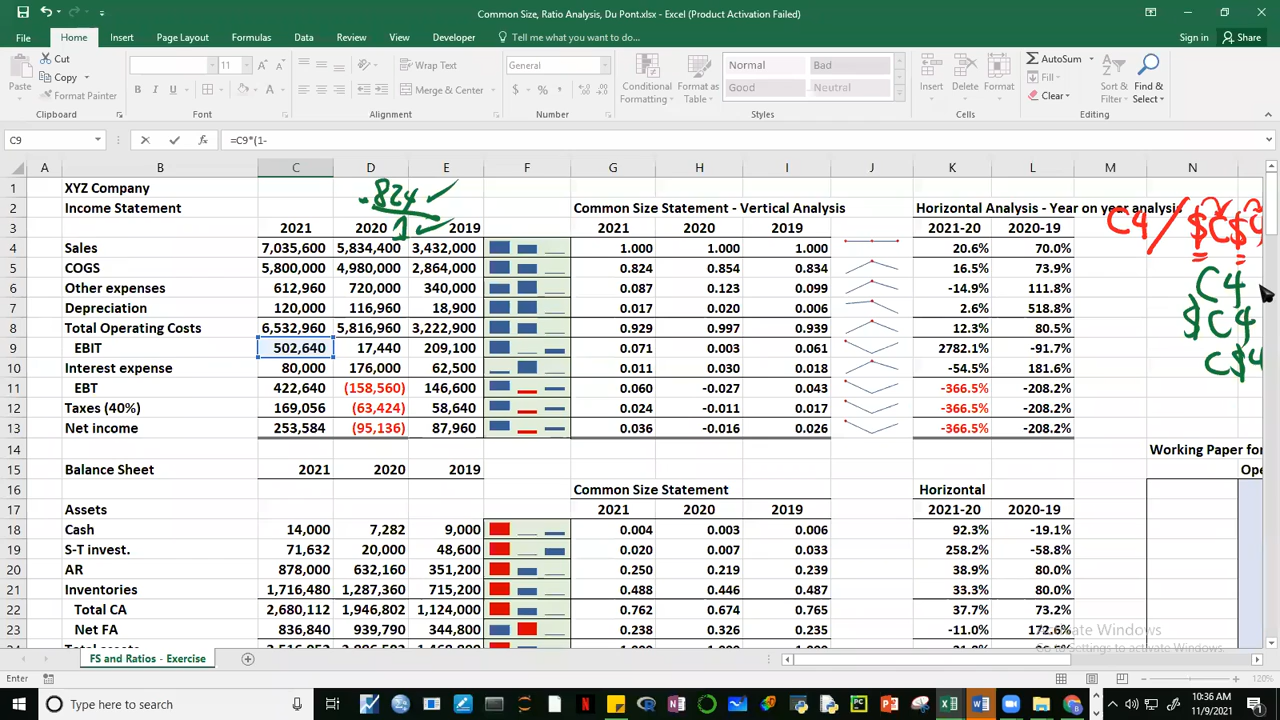 Common Size, Ratio Analysis, Du Pont.xlsx - Excel (Product Activation Failed)
File Home Insert Page Layout Formulas Data Review View Help Tell me what you want to do Sign in Share
Cut
Copy
Format Painter
Paste
Clipboard
11
B I U
Font
Wrap Text
Merge & Center
Alignment
General
$ % ,
Number
Conditional Formatting
Format as Table
Normal Bad
Good Neutral
Styles
Insert Delete Format
Cells
AutoSum
Fill
Clear
Sort & Filter
Find & Select
Editing
C9 =C9*(1-
A B C D E F G H I J K L M N
1 XYZ Company
.824
1
2 Income Statement Common Size Statement - Vertical Analysis Horizontal Analysis - Year on year analysis
3 2021 2020 2019 2021 2020 2019 2021-20 2020-19
C4/$C$
4 Sales 7,035,600 5,834,400 3,432,000 1.000 1.000 1.000 20.6% 70.0%
5 COGS 5,800,000 4,980,000 2,864,000 0.824 0.854 0.834 16.5% 73.9%
C4
6 Other expenses 612,960 720,000 340,000 0.087 0.123 0.099 -14.9% 111.8%
7 Depreciation 120,000 116,960 18,900 0.017 0.020 0.006 2.6% 518.8%
$C4
8 Total Operating Costs 6,532,960 5,816,960 3,222,900 0.929 0.997 0.939 12.3% 80.5%
9 EBIT 502,640 17,440 209,100 0.071 0.003 0.061 2782.1% -91.7%
C$4
10 Interest expense 80,000 176,000 62,500 0.011 0.030 0.018 -54.5% 181.6%
11 EBT 422,640 (158,560) 146,600 0.060 -0.027 0.043 -366.5% -208.2%
12 Taxes (40%) 169,056 (63,424) 58,640 0.024 -0.011 0.017 -366.5% -208.2%
13 Net income 253,584 (95,136) 87,960 0.036 -0.016 0.026 -366.5% -208.2%
14 Working Paper for
15 Balance Sheet 2021 2020 2019 Ope
16 Common Size Statement Horizontal
17 Assets 2021 2020 2019 2021-20 2020-19
18 Cash 14,000 7,282 9,000 0.004 0.003 0.006 92.3% -19.1%
19 S-T invest. 71,632 20,000 48,600 0.020 0.007 0.033 258.2% -58.8%
20 AR 878,000 632,160 351,200 0.250 0.219 0.239 38.9% 80.0%
21 Inventories 1,716,480 1,287,360 715,200 0.488 0.446 0.487 33.3% 80.0%
22 Total CA 2,680,112 1,946,802 1,124,000 0.762 0.674 0.765 37.7% 73.2%
23 Net FA 836,840 939,790 344,800 0.238 0.326 0.235 -11.0% 172.6%
Activate Windows
Go to Settings to activate Windows.
FS and Ratios - Exercise
Enter 120%
Type here to search
10:36 AM
11/9/2021